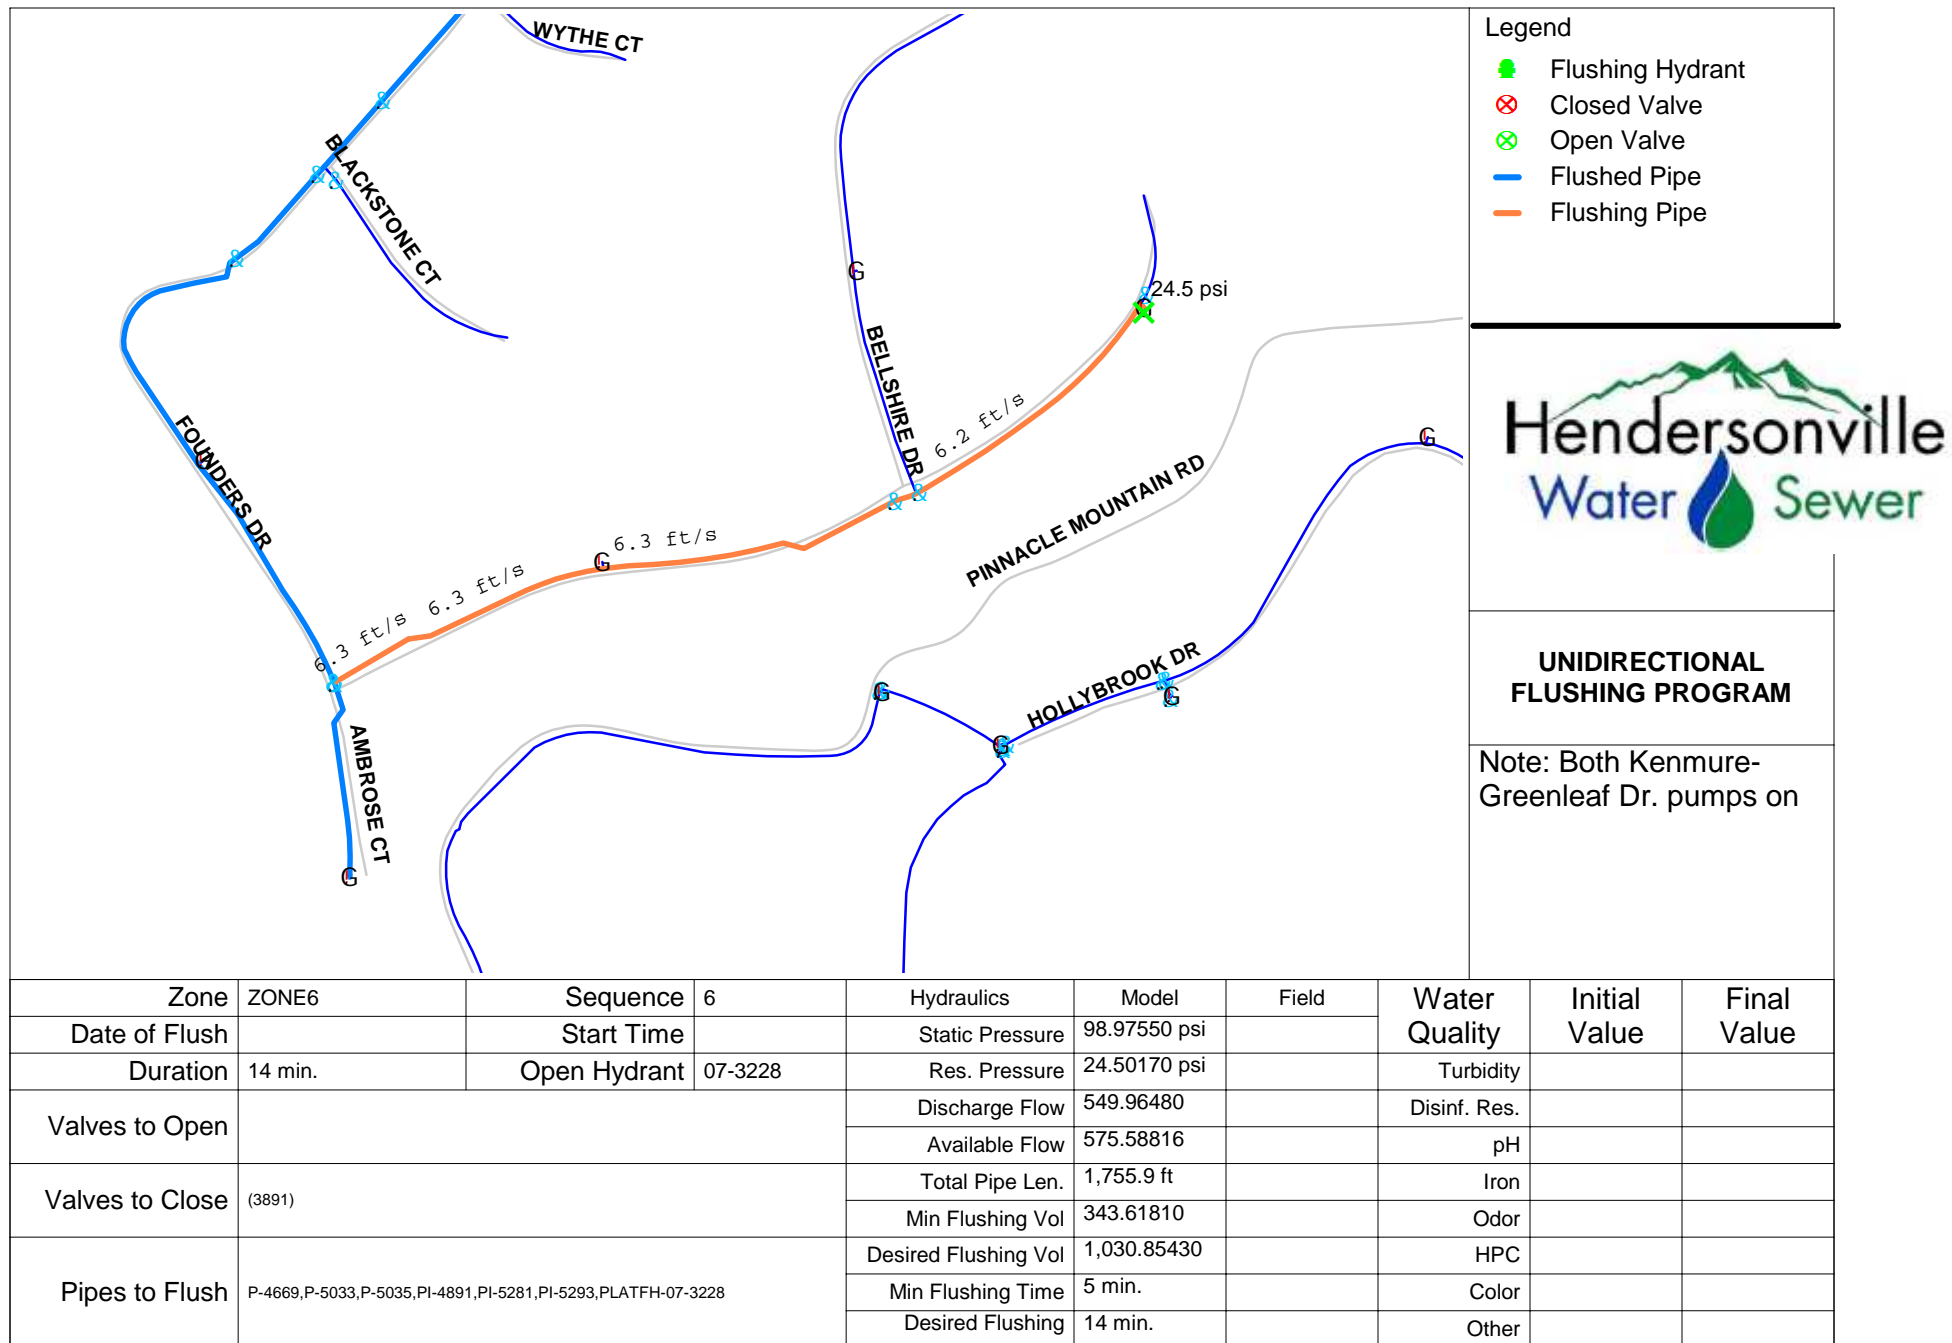 WYTHE CT
BLACKSTONE CT
24.5 psi
BELLSHIRE DR
6.2 ft/s
FOUNDERS DR
PINNACLE MOUNTAIN RD
6.3 ft/s
6.3 ft/s
6.3 ft/s
HOLLYBROOK DR
AMBROSE CT
&
&
&
&
G
G
&
G
G
&
&
G
&
G
&
G
G
&
G
Legend
Flushing Hydrant
Closed Valve
Open Valve
Flushed Pipe
Flushing Pipe
Hendersonville
Water Sewer
UNIDIRECTIONAL
FLUSHING PROGRAM
Note: Both Kenmure-
Greenleaf Dr. pumps on
Zone ZONE6 Sequence 6 Hydraulics Model Field Water Quality Initial Value Final Value
Date of Flush Start Time Static Pressure 98.97550 psi
Duration 14 min. Open Hydrant 07-3228 Res. Pressure 24.50170 psi Turbidity
Valves to Open Discharge Flow 549.96480 Disinf. Res.
Available Flow 575.58816 pH
Valves to Close (3891) Total Pipe Len. 1,755.9 ft Iron
Min Flushing Vol 343.61810 Odor
Pipes to Flush P-4669,P-5033,P-5035,PI-4891,PI-5281,PI-5293,PLATFH-07-3228 Desired Flushing Vol 1,030.85430 HPC
Min Flushing Time 5 min. Color
Desired Flushing 14 min. Other